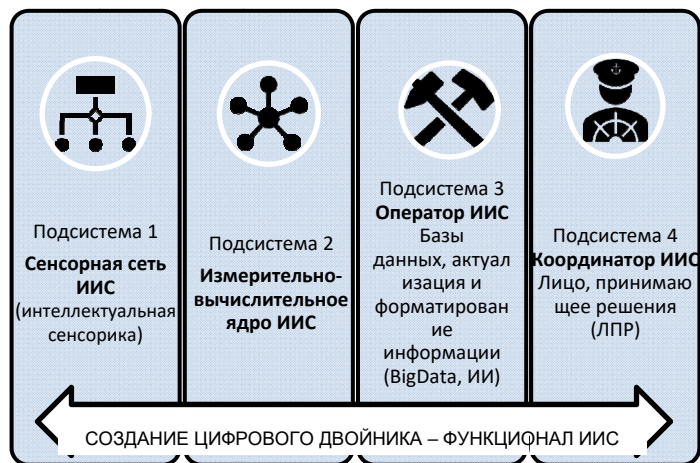 Подсистема 1
Сенсорная сеть
ИИС
(интеллектуальная
сенсорика)
Подсистема 2
Измерительно-
вычислительное
ядро ИИС
Подсистема 3
Оператор ИИС
Базы
данных, актуал
изация и
форматирован
ие
информации
(BigData, ИИ)
Подсистема 4
Координатор ИИС
Лицо, принимаю
щее решения
(ЛПР)
СОЗДАНИЕ ЦИФРОВОГО ДВОЙНИКА – ФУНКЦИОНАЛ ИИС